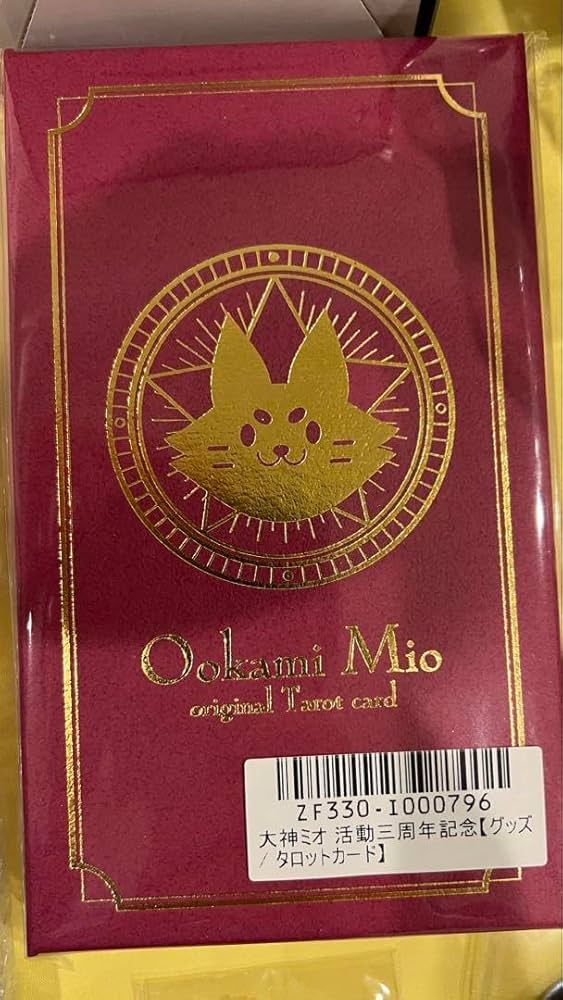 Ookami Mio
original Tarot card
ZF330-I000796
大神ミオ 活動三周年記念【グッズ
/ タロットカード】